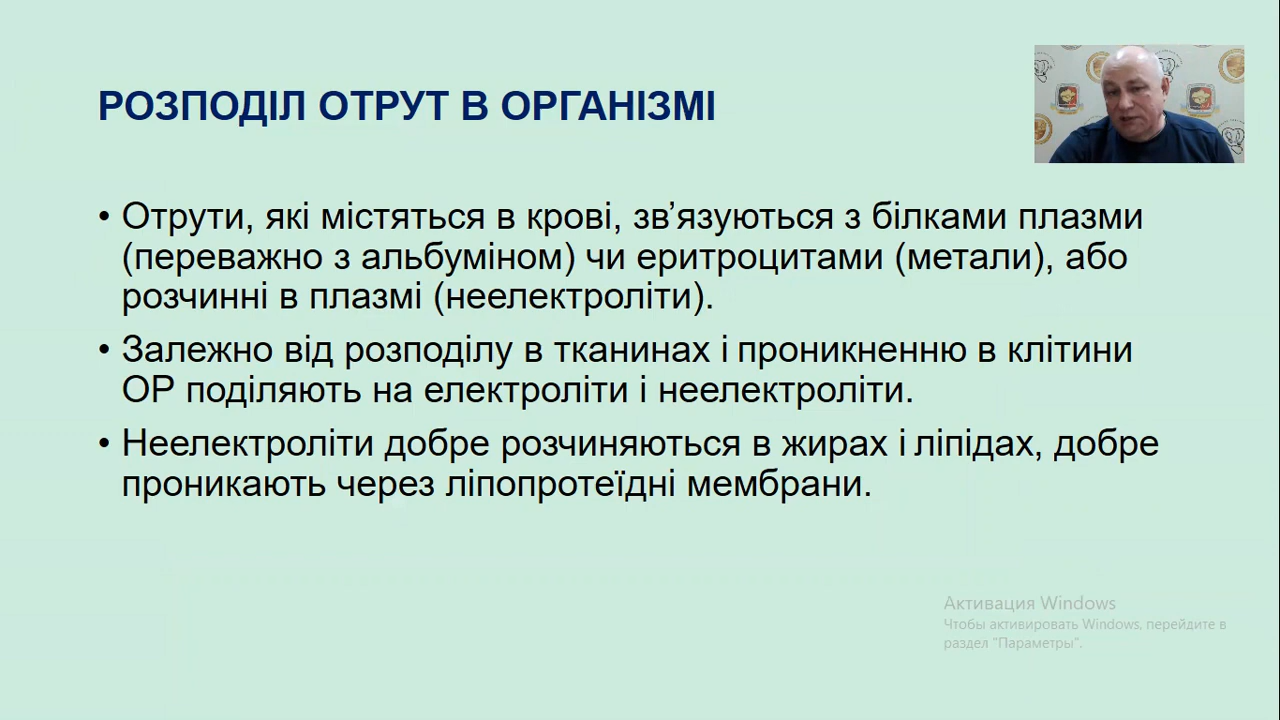 РОЗПОДІЛ ОТРУТ В ОРГАНІЗМІ
• Отрути, які містяться в крові, зв’язуються з білками плазми
(переважно з альбуміном) чи еритроцитами (метали), або
розчинні в плазмі (неелектроліти).
• Залежно від розподілу в тканинах і проникненню в клітини
ОР поділяють на електроліти і неелектроліти.
• Неелектроліти добре розчиняються в жирах і ліпідах, добре
проникають через ліпопротеїдні мембрани.
Активация Windows
Чтобы активировать Windows, перейдите в
раздел "Параметры".